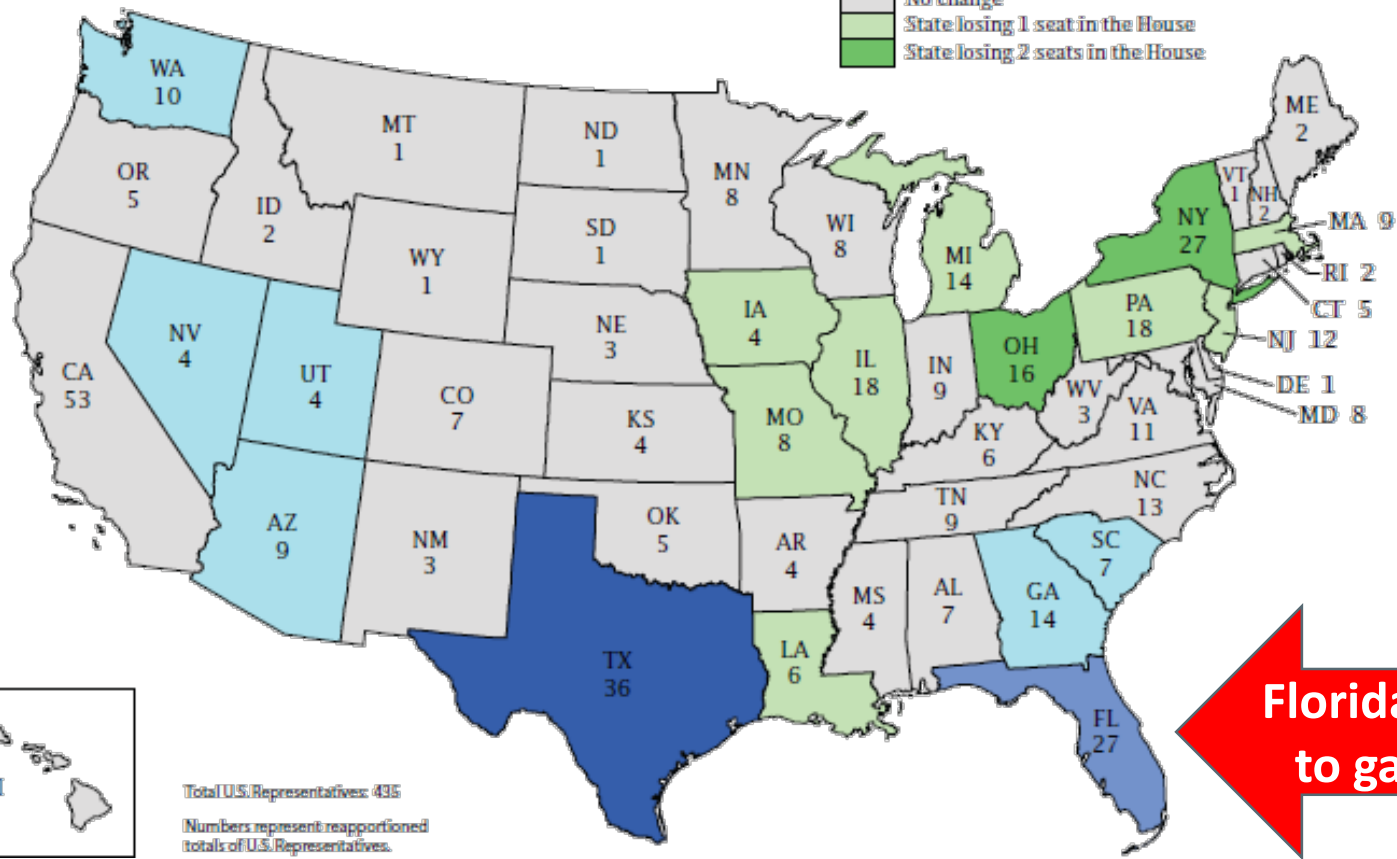 No change
State losing 1 seat in the House
State losing 2 seats in the House
WA
10
MT
1
ND
1
MN
8
ME
2
OR
5
ID
2
SD
1
WI
8
VT
1
NH
2
NY
27
MA 9
WY
1
MI
14
RI 2
CT 5
NE
3
IA
4
PA
18
NJ 12
NV
4
UT
4
CA
53
CO
7
KS
4
MO
8
IL
18
IN
9
OH
16
WV
3
VA
11
DE 1
MD 8
KY
6
AZ
9
NM
3
OK
5
AR
4
TN
9
NC
13
SC
7
MS
4
AL
7
GA
14
TX
36
LA
6
FL
27
Florida
to ga
Total U.S. Representatives: 435
Numbers represent reapportioned
totals of U.S. Representatives.